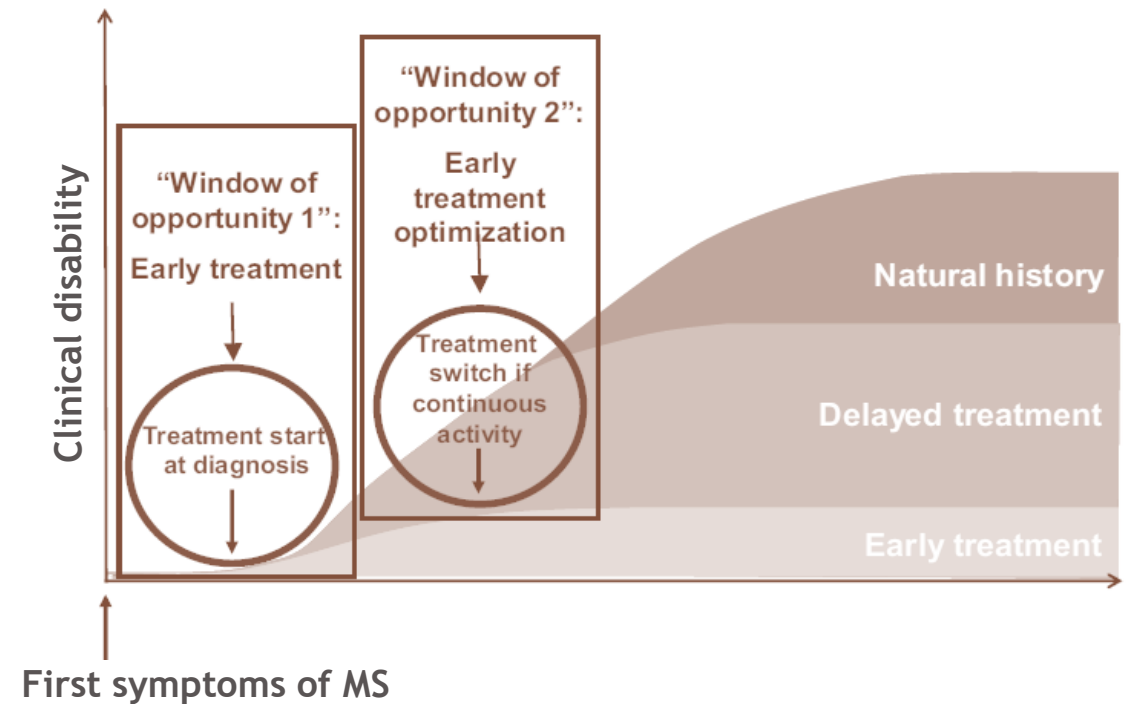 Clinical disability
“Window of
opportunity 1”:
Early treatment
Treatment start
at diagnosis
“Window of
opportunity 2”:
Early
treatment
optimization
Treatment
switch if
continuous
activity
Natural history
Delayed treatment
Early treatment
First symptoms of MS